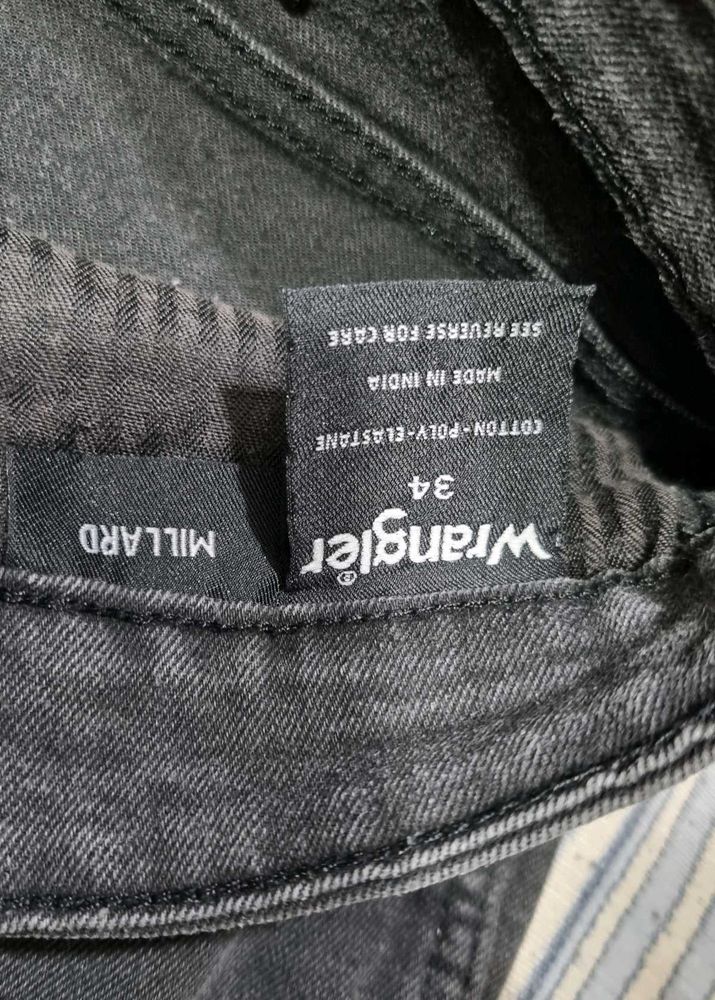 Wrangler®
34
COTTON-POLY-ELASTANE
MADE IN INDIA
SEE REVERSE FOR CARE
MILLARD